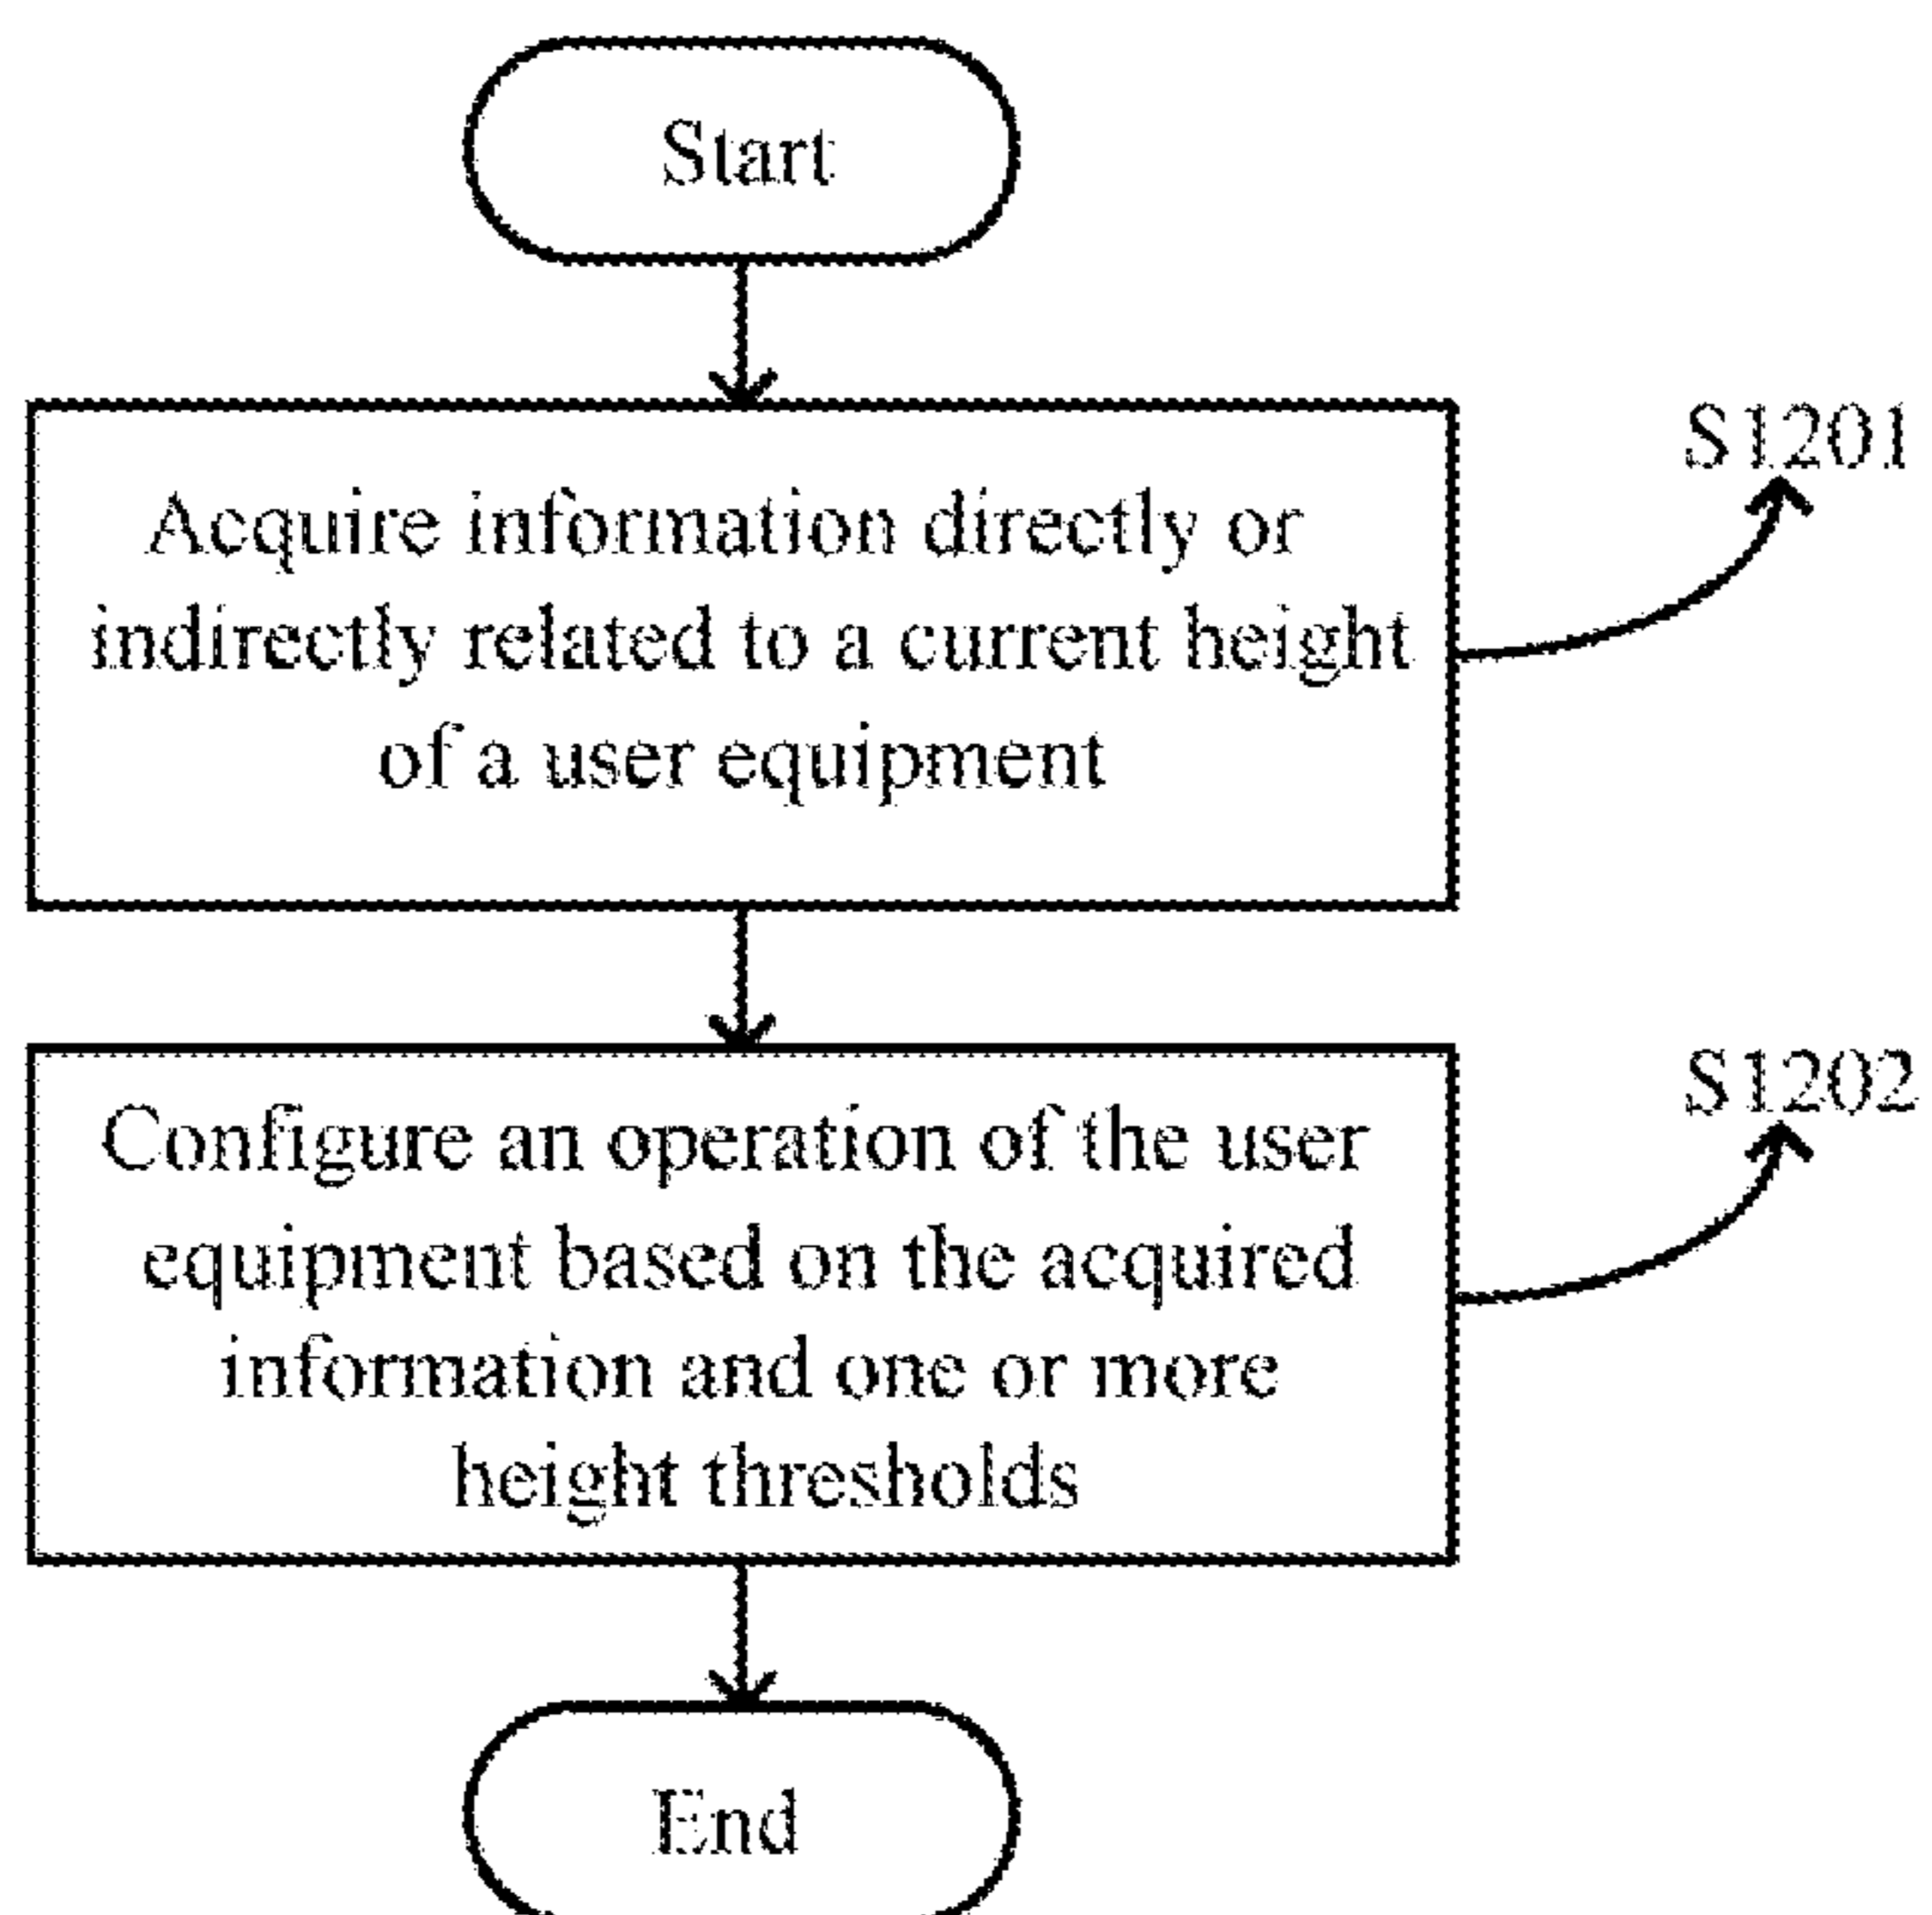 Start
S1201
Acquire information directly or
indirectly related to a current height
of a user equipment
S1202
Configure an operation of the user
equipment based on the acquired
information and one or more
height thresholds
End